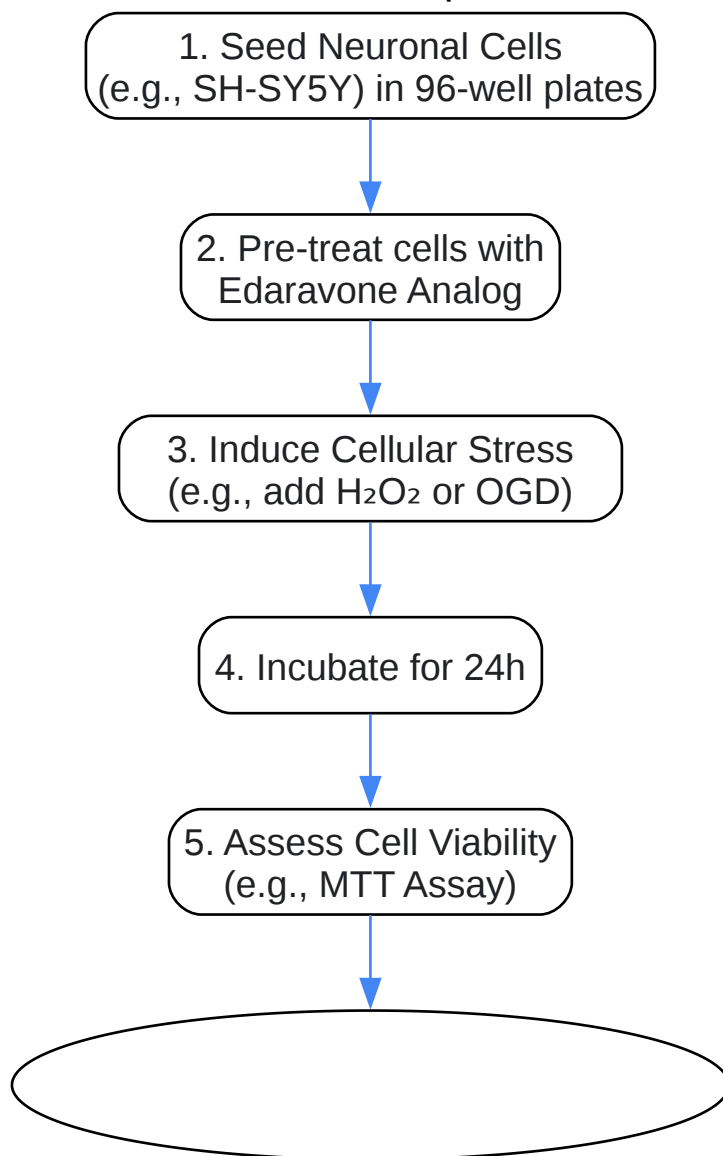 1. Seed Neuronal Cells
(e.g., SH-SY5Y) in 96-well plates
2. Pre-treat cells with
Edaravone Analog
3. Induce Cellular Stress
(e.g., add H₂O₂ or OGD)
4. Incubate for 24h
5. Assess Cell Viability
(e.g., MTT Assay)